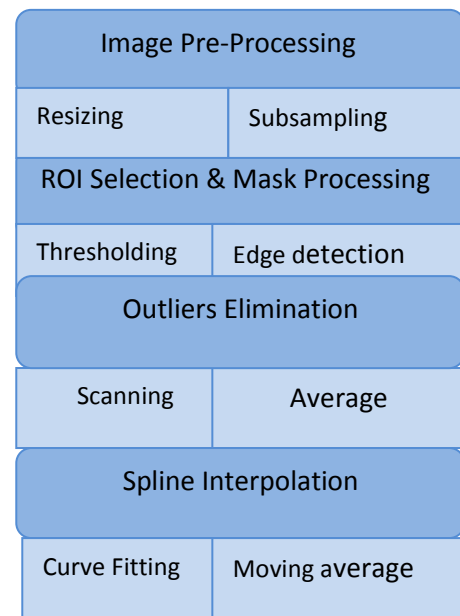 Image Pre-Processing
Resizing Subsampling
ROI Selection & Mask Processing
Thresholding Edge detection
Outliers Elimination
Scanning Average
Spline Interpolation
Curve Fitting Moving average